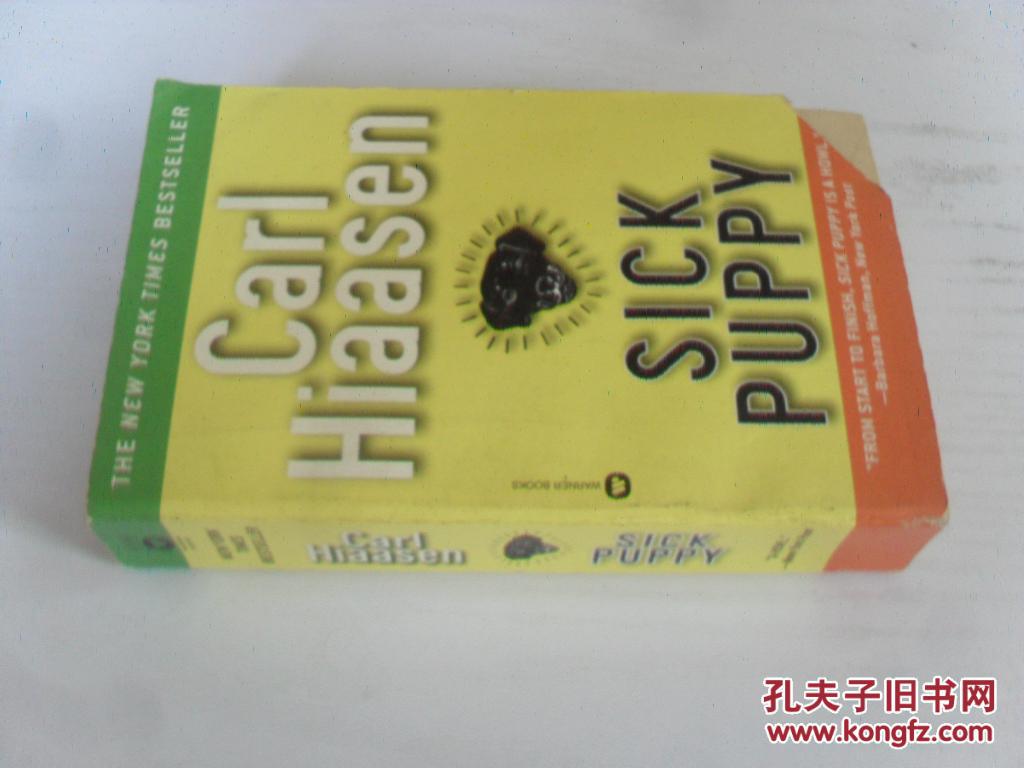 THE NEW YORK TIMES BESTSELLER
Carl
Hiaasen
SICK
PUPPY
"FROM START TO FINISH, SICK PUPPY IS A HOWL
—Barbara Hoffman, New York Post
WARNER BOOKS
Carl
Hiaasen
SICK
PUPPY
孔夫子旧书网
www.kongfz.com